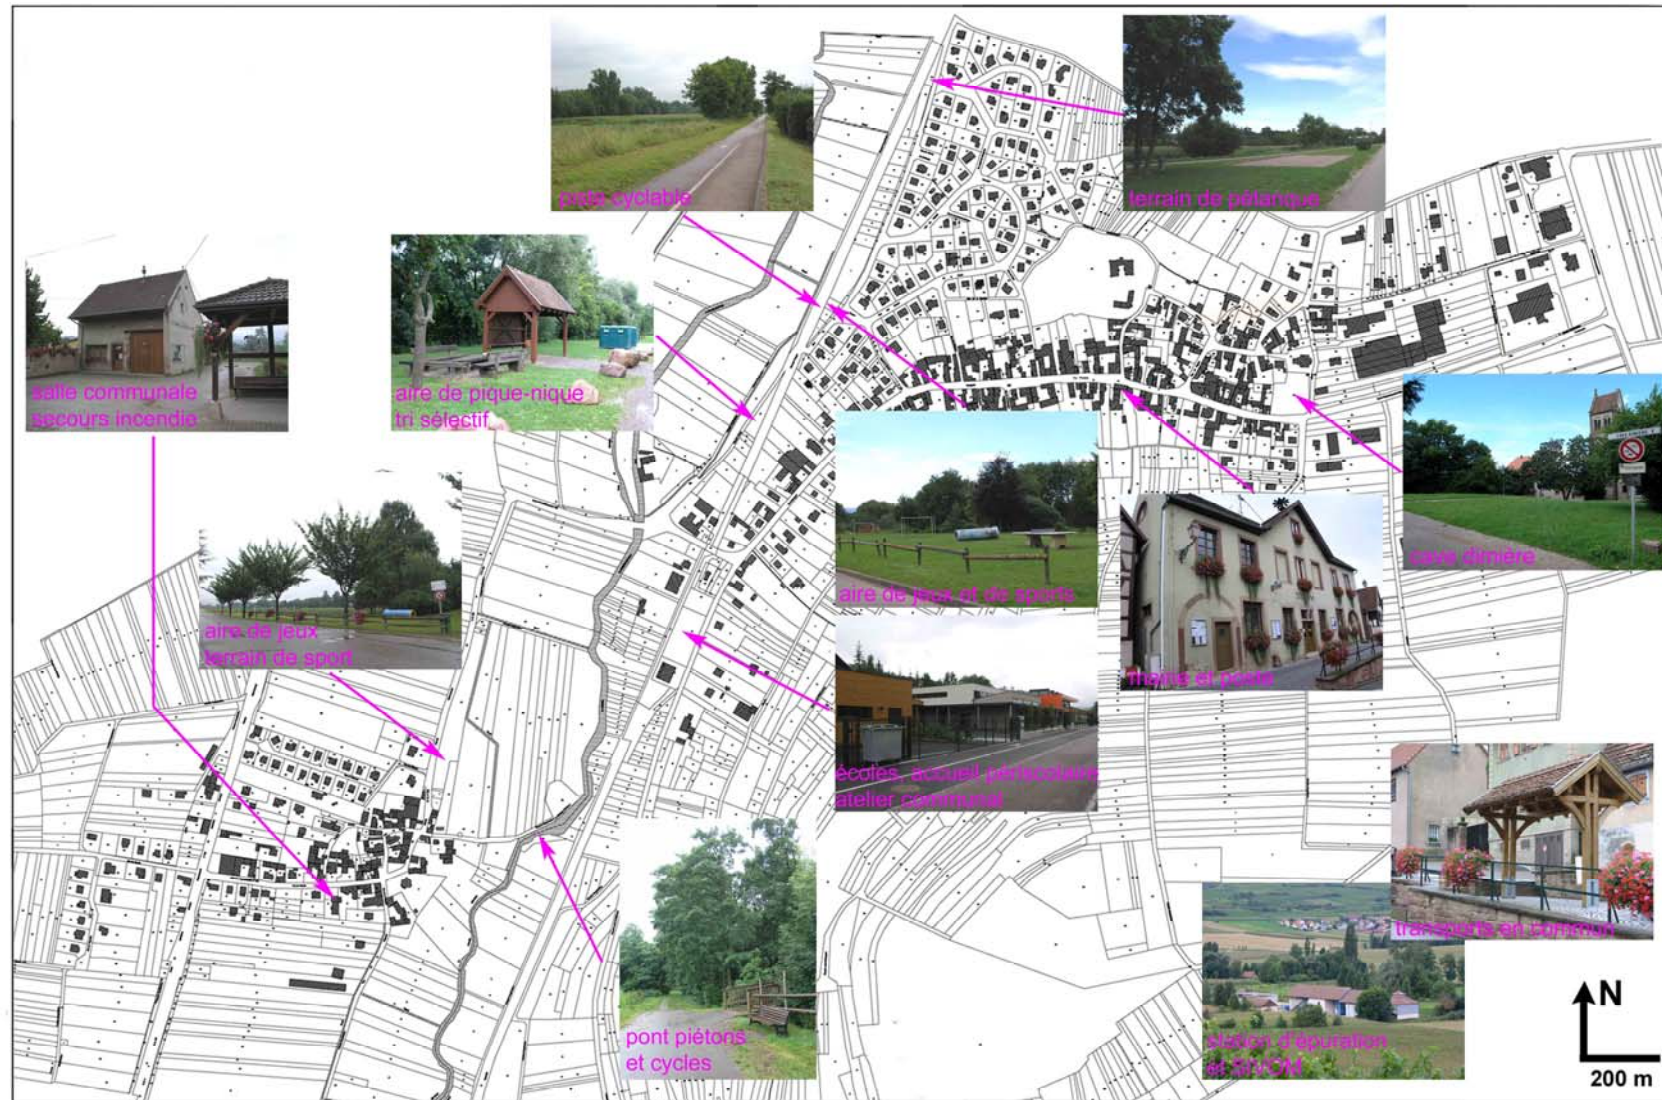 piste cyclable
terrain de pétanque
salle communale
secours incendie
aire de pique-nique
tri sélectif
aire de jeux et de sports
cave dimière
aire de jeux
terrain de sport
mairie et poste
écoles, accueil périscolaire
atelier communal
transports en commun
pont piétons
et cycles
station d'épuration
et SIVOM
N
200 m